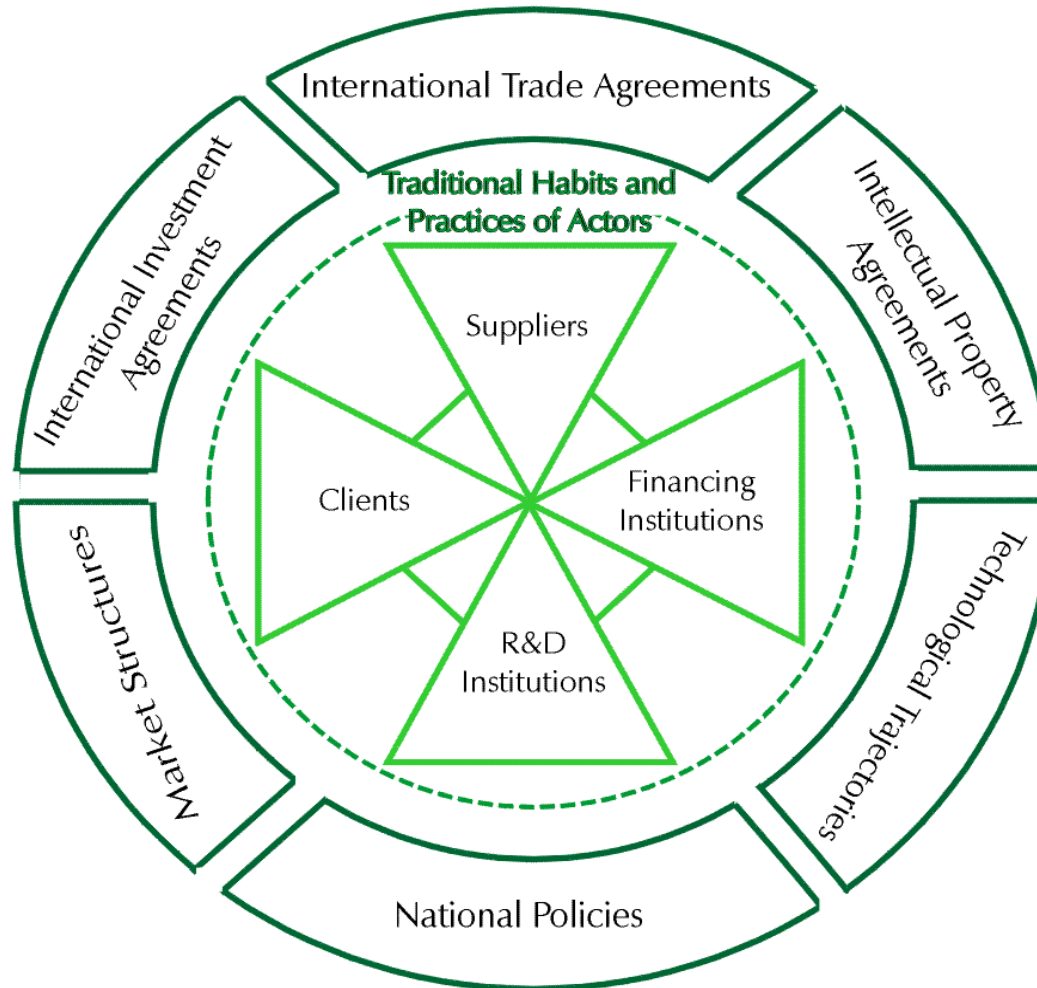 International Trade Agreements
International Investment
Agreements
Intellectual Property
Agreements
Traditional Habits and
Practices of Actors
Suppliers
Clients
Financing
Institutions
R&D
Institutions
Market Structures
Technological Trajectories
National Policies